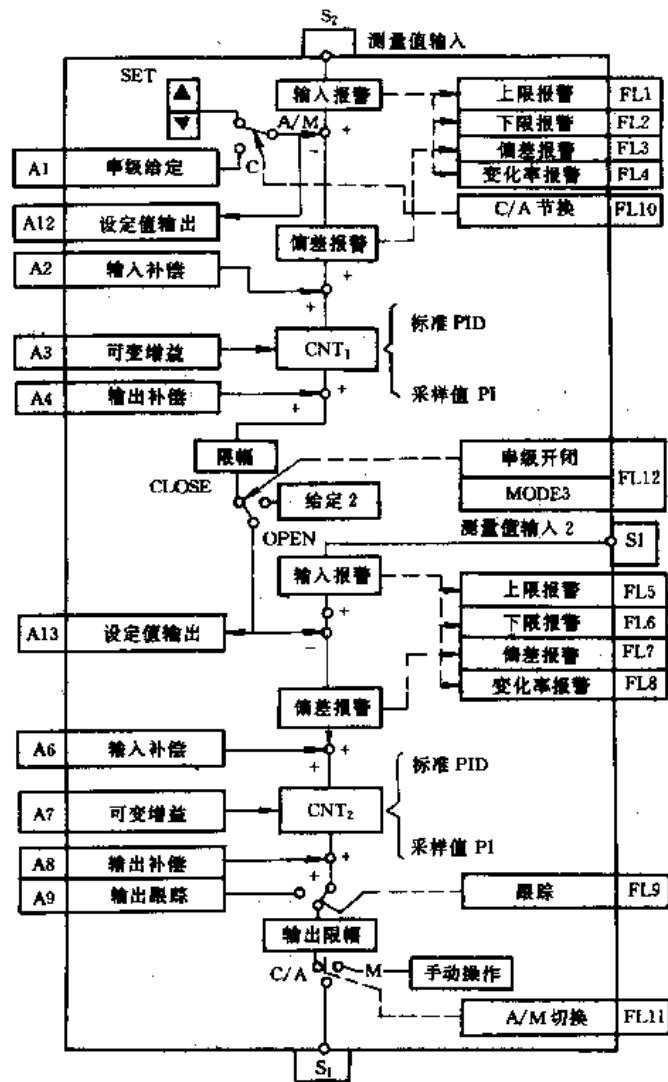 S₂
测量值输入
SET
输入报警
上限报警 FL1
下限报警 FL2
A/M
+
−
偏差报警 FL3
C
变化率报警 FL4
A1 串级给定
C/A 节换 FL10
A12 设定值输出
偏差报警
A2 输入补偿
+
+
标准 PID
A3 可变增益
CNT₁
A4 输出补偿
+
+
采样值 PI
限幅
串级开闭
FL12
CLOSE
给定 2
MODE3
OPEN
测量值输入 2
S1
输入报警
上限报警 FL5
+
下限报警 FL6
A13 设定值输出
−
偏差报警 FL7
变化率报警 FL8
偏差报警
A6 输入补偿
+
+
标准 PID
A7 可变增益
CNT₂
采样值 PI
A8 输出补偿
+
+
A9 输出跟踪
跟踪 FL9
输出限幅
C/A
M
手动操作
A/M 切换 FL11
S₁